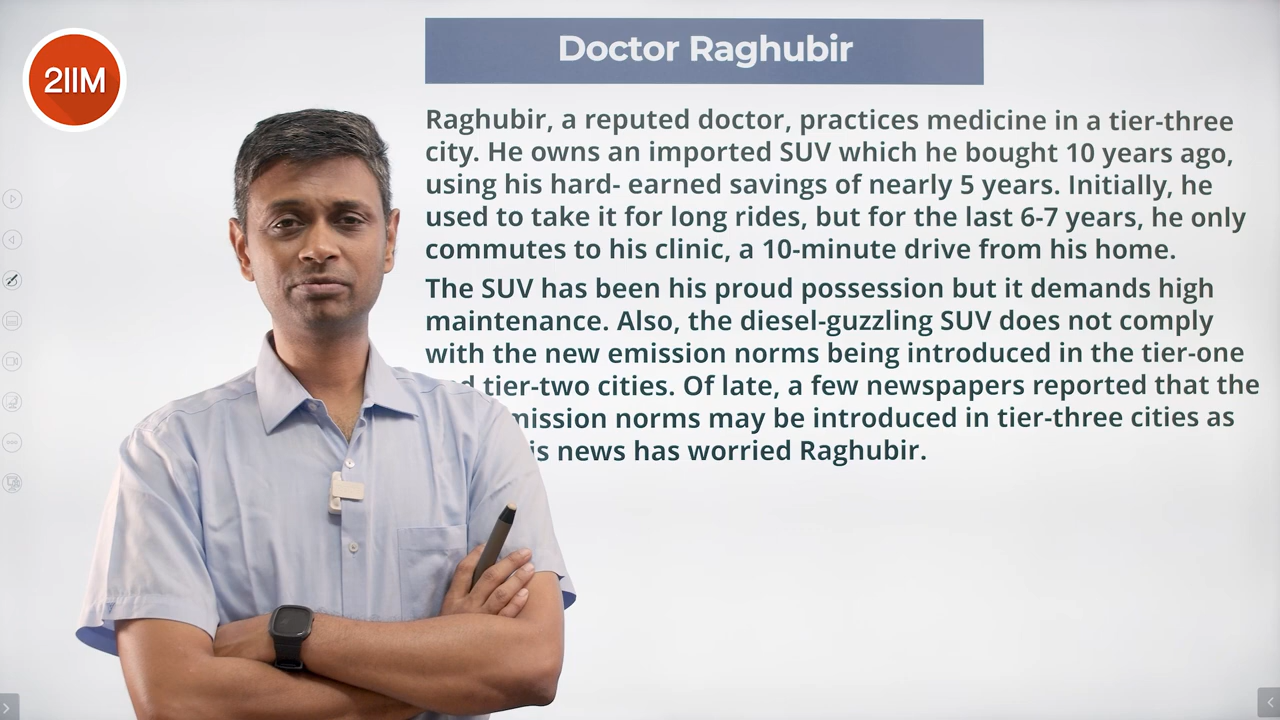 2IIM
Doctor Raghubir
Raghubir, a reputed doctor, practices medicine in a tier-three
city. He owns an imported SUV which he bought 10 years ago,
using his hard- earned savings of nearly 5 years. Initially, he
used to take it for long rides, but for the last 6-7 years, he only
commutes to his clinic, a 10-minute drive from his home.
The SUV has been his proud possession but it demands high
maintenance. Also, the diesel-guzzling SUV does not comply
with the new emission norms being introduced in the tier-one
tier-two cities. Of late, a few newspapers reported that the
norms may be introduced in tier-three cities as
news has worried Raghubir.